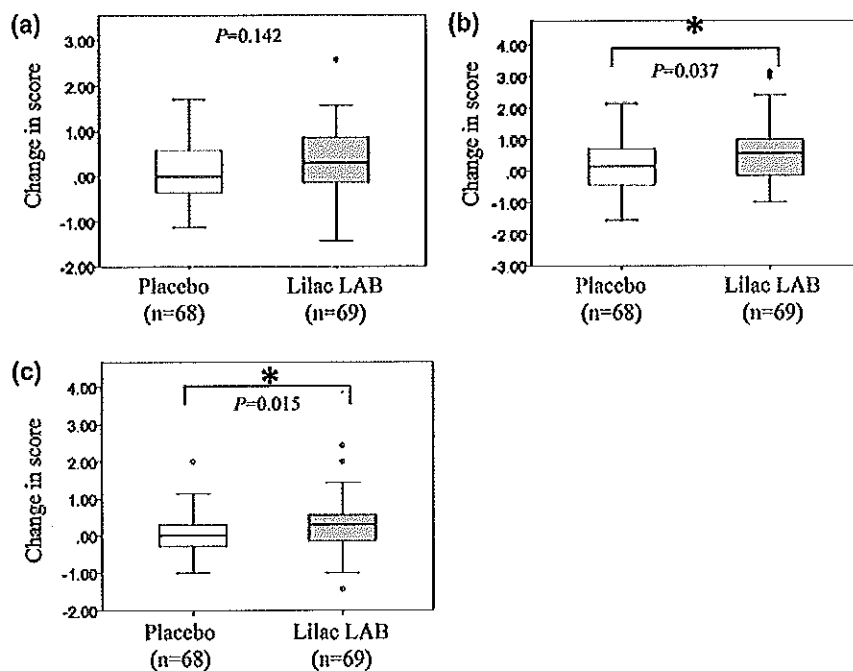 (a)
P=0.142
Change in score
3.00
2.00
1.00
.00
-1.00
-2.00
Placebo
(n=68)
Lilac LAB
(n=69)
(b)
*
P=0.037
Change in score
4.00
3.00
2.00
1.00
.00
-1.00
-2.00
-3.00
Placebo
(n=68)
Lilac LAB
(n=69)
(c)
*
P=0.015
Change in score
4.00
3.00
2.00
1.00
.00
-1.00
-2.00
Placebo
(n=68)
Lilac LAB
(n=69)